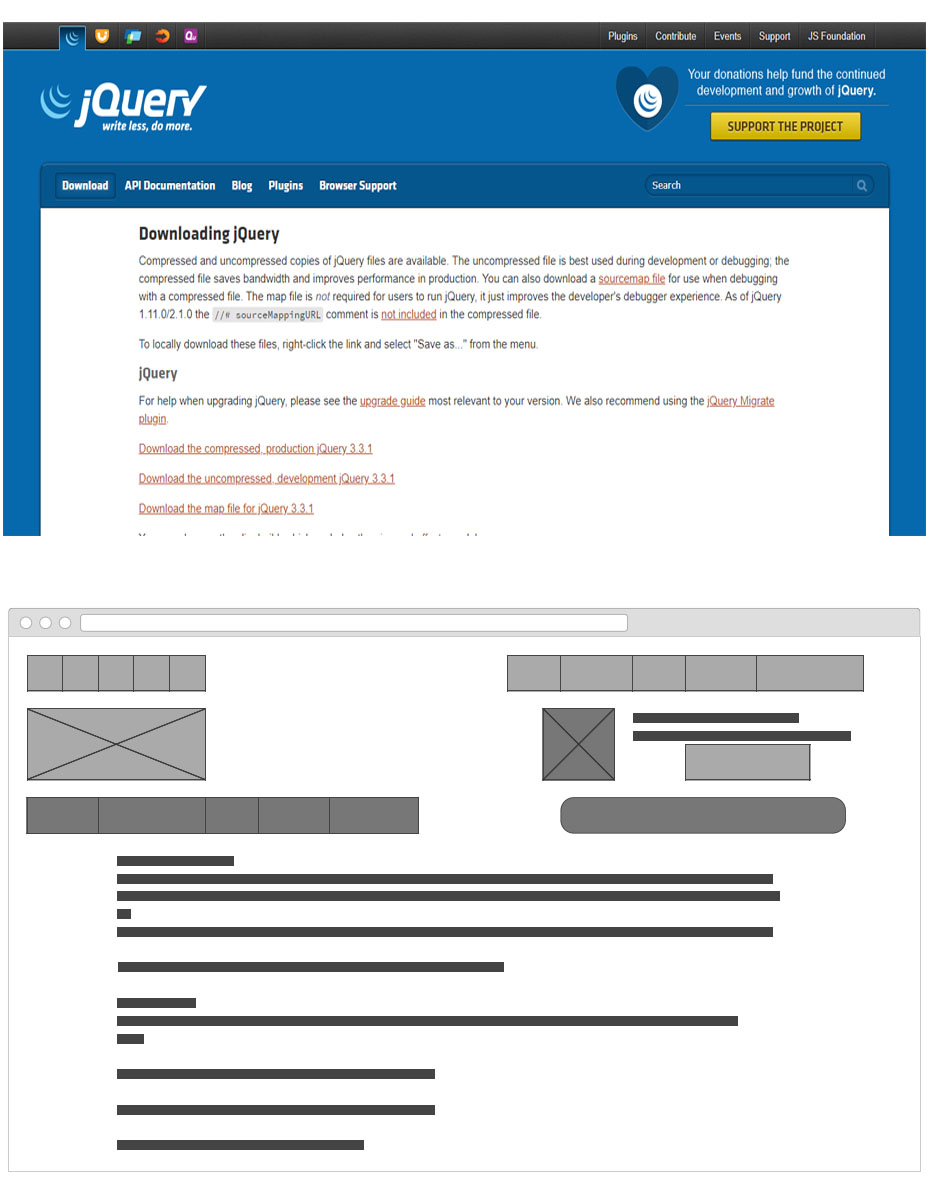 Plugins Contribute Events Support JS Foundation
jQuery
write less, do more.
Your donations help fund the continued
development and growth of jQuery.
SUPPORT THE PROJECT
Download API Documentation Blog Plugins Browser Support Search
Downloading jQuery
Compressed and uncompressed copies of jQuery files are available. The uncompressed file is best used during development or debugging; the
compressed file saves bandwidth and improves performance in production. You can also download a sourcemap file for use when debugging
with a compressed file. The map file is not required for users to run jQuery, it just improves the developer's debugger experience. As of jQuery
1.11.0/2.1.0 the //# sourceMappingURL comment is not included in the compressed file.
To locally download these files, right-click the link and select "Save as..." from the menu.
jQuery
For help when upgrading jQuery, please see the upgrade guide most relevant to your version. We also recommend using the jQuery Migrate
plugin.
Download the compressed, production jQuery 3.3.1
Download the uncompressed, development jQuery 3.3.1
Download the map file for jQuery 3.3.1